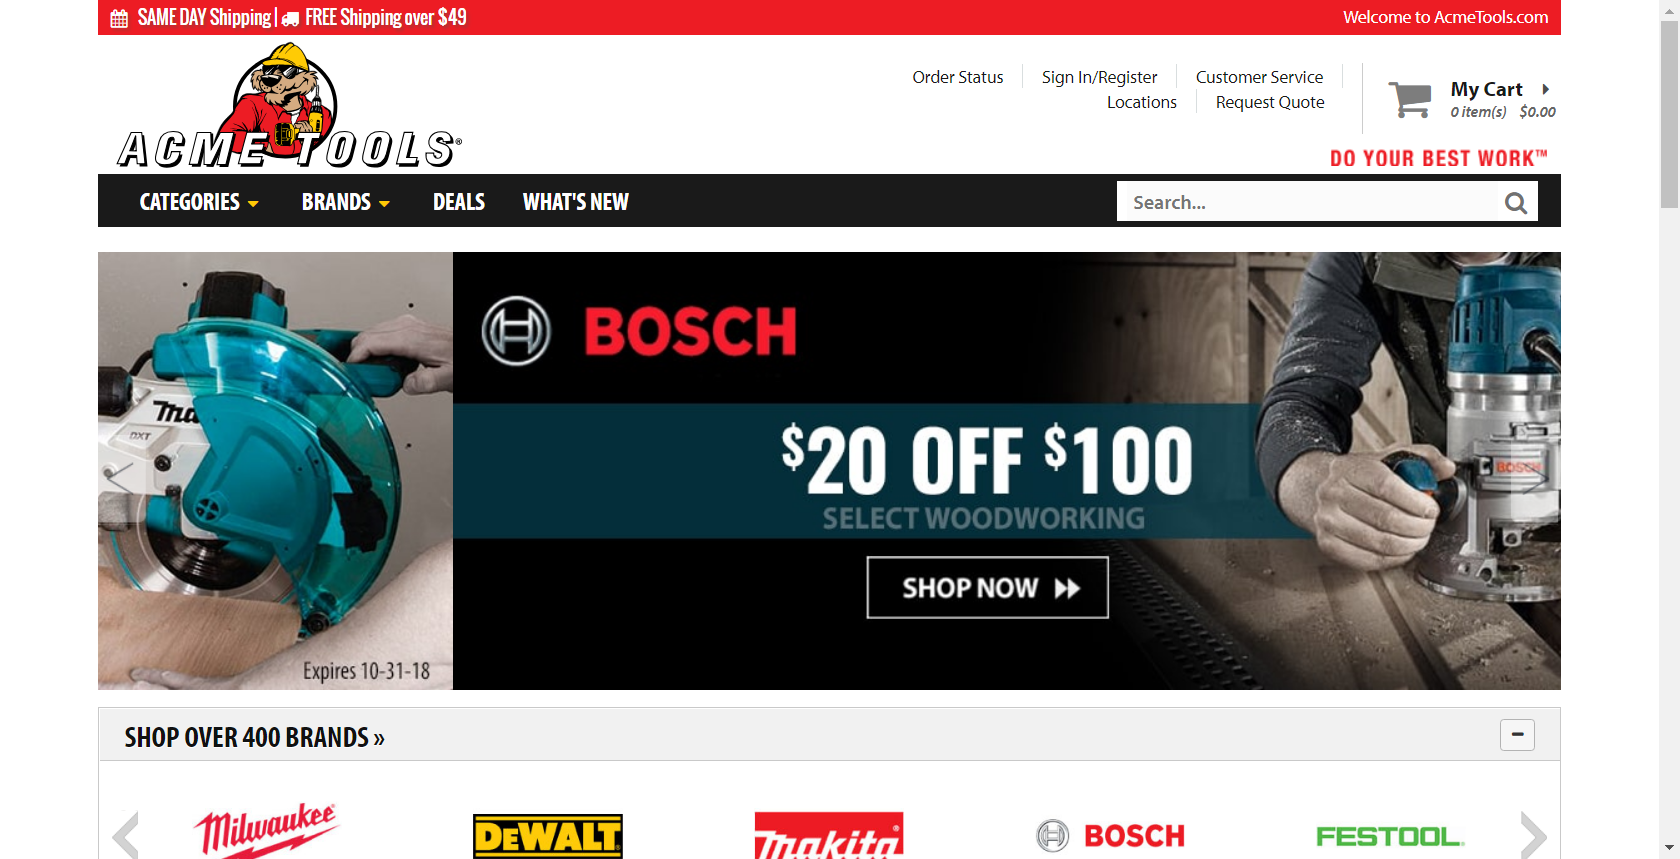 SAME DAY Shipping | FREE Shipping over $49
Welcome to AcmeTools.com
ACME TOOLS®
Order Status
Sign In/Register
Customer Service
Locations
Request Quote
My Cart
0 item(s) $0.00
DO YOUR BEST WORK™
CATEGORIES
BRANDS
DEALS
WHAT'S NEW
Search...
DXT
Expires 10-31-18
BOSCH
$20 OFF $100
SELECT WOODWORKING
SHOP NOW
BOSCH
SHOP OVER 400 BRANDS »
Milwaukee®
DEWALT
makita®
BOSCH
FESTOOL